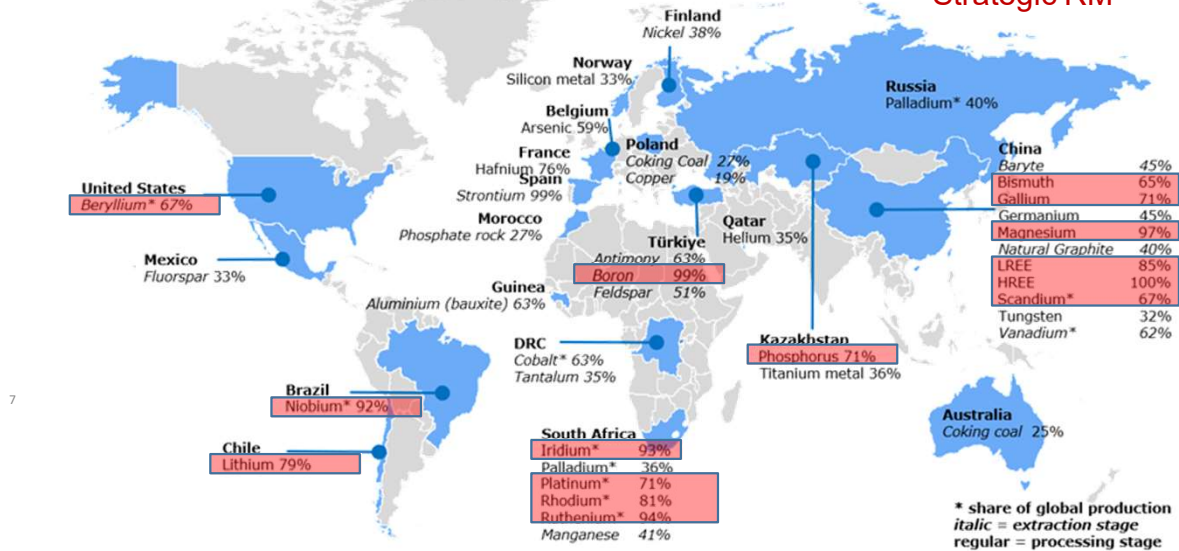 Strategic RM
Finland
Nickel 38%
Norway
Silicon metal 33%
Belgium
Arsenic 59%
France
Hafnium 76%
Spain
Strontium 99%
Morocco
Phosphate rock 27%
Poland
Coking Coal 27%
Copper 19%
Russia
Palladium* 40%
United States
Beryllium* 67%
Mexico
Fluorspar 33%
Türkiye
Antimony 63%
Boron 99%
Feldspar 51%
Qatar
Helium 35%
China
Baryte 45%
Bismuth 65%
Gallium 71%
Germanium 45%
Magnesium 97%
Natural Graphite 40%
LREE 85%
HREE 100%
Scandium* 67%
Tungsten 32%
Vanadium* 62%
Guinea
Aluminium (bauxite) 63%
DRC
Cobalt* 63%
Tantalum 35%
Kazakhstan
Phosphorus 71%
Titanium metal 36%
Brazil
Niobium* 92%
Chile
Lithium 79%
South Africa
Iridium* 93%
Palladium* 36%
Platinum* 71%
Rhodium* 81%
Ruthenium* 94%
Manganese 41%
Australia
Coking coal 25%
7
* share of global production
italic = extraction stage
regular = processing stage